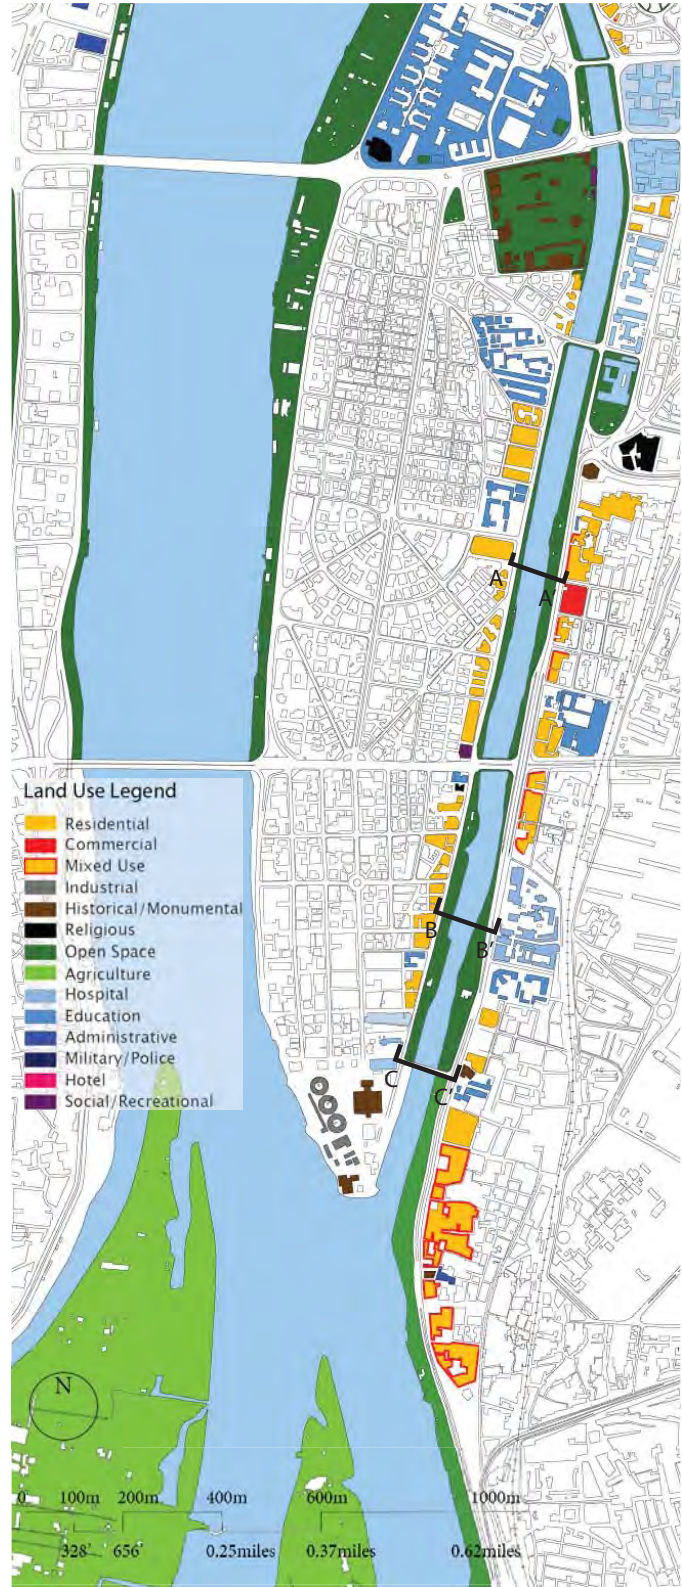 A
A'
Land Use Legend
Residential
Commercial
Mixed Use
Industrial
Historical/Monumental
Religious
Open Space
Agriculture
Hospital
Education
Administrative
Military/Police
Hotel
Social/Recreational
B
B'
C
C'
N
0 100m 200m 400m 600m 1000m
328' 656' 0.25miles 0.37miles 0.62miles